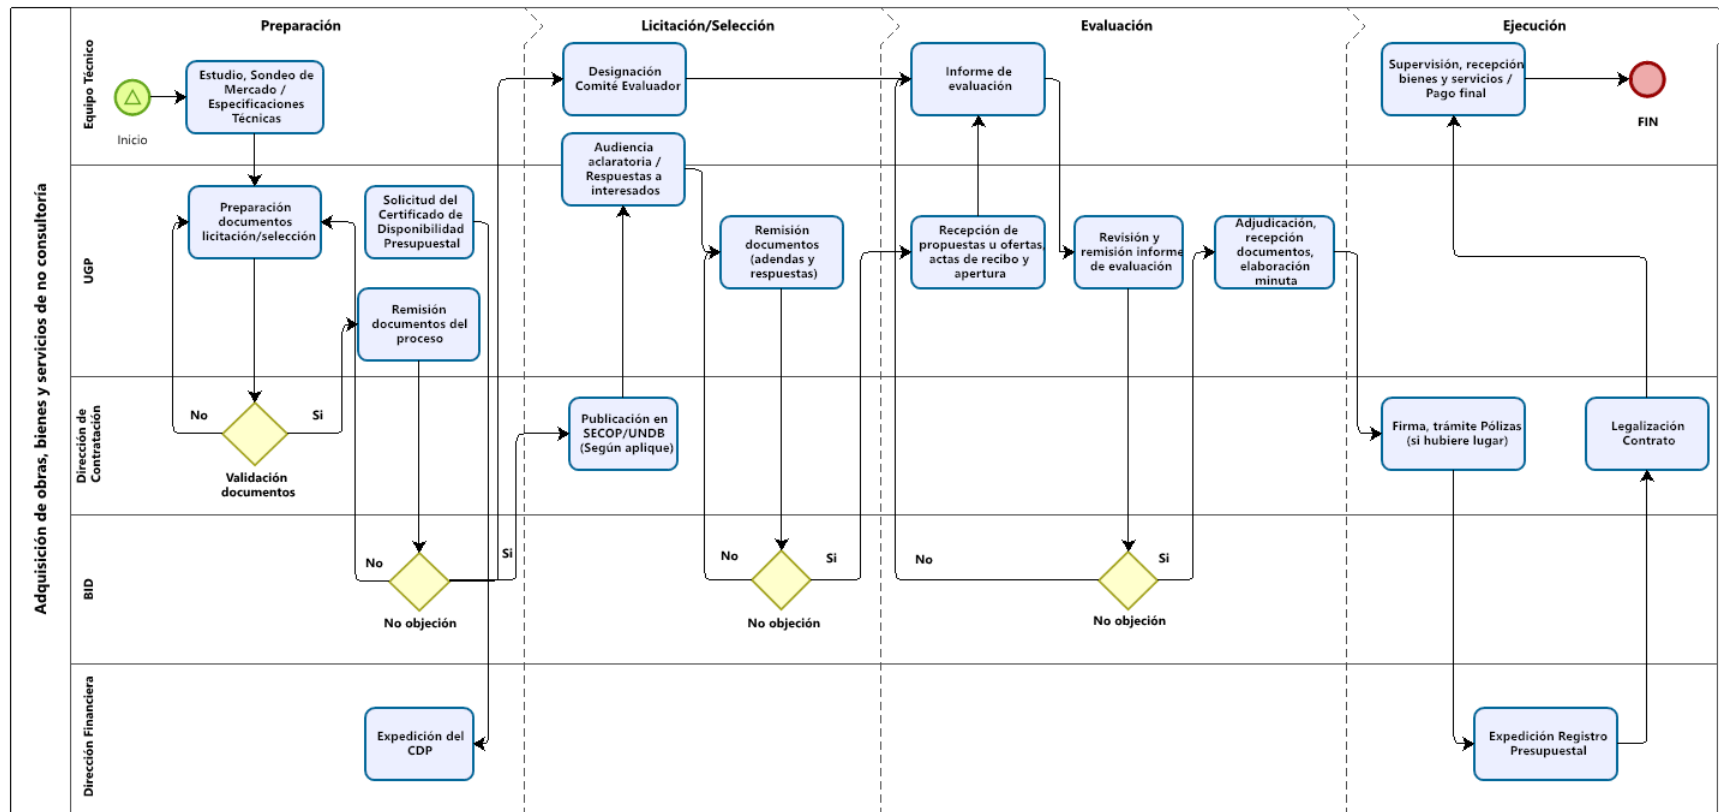 Adquisición de obras, bienes y servicios de no consultoría
Preparación
Licitación/Selección
Evaluación
Ejecución
Equipo Técnico
Inicio
Estudio, Sondeo de
Mercado /
Especificaciones
Técnicas
Designación
Comité Evaluador
Audiencia
aclaratoria /
Respuestas a
interesados
Informe de
evaluación
Supervisión, recepción
bienes y servicios /
Pago final
FIN
UGP
Preparación
documentos
licitación/selección
Solicitud del
Certificado de
Disponibilidad
Presupuestal
Remisión
documentos del
proceso
Remisión
documentos
(adendas y
respuestas)
Recepción de
propuestas u ofertas,
actas de recibo y
apertura
Revisión y
remisión informe
de evaluación
Adjudicación,
recepción
documentos,
elaboración
minuta
Dirección de
Contratación
No
Si
Validación
documentos
Publicación en
SECOP/UNDB
(Según aplique)
Firma, trámite Pólizas
(si hubiere lugar)
Legalización
Contrato
BID
No
Si
No objeción
No
Si
No objeción
No
Si
No objeción
Dirección Financiera
Expedición del
CDP
Expedición Registro
Presupuestal